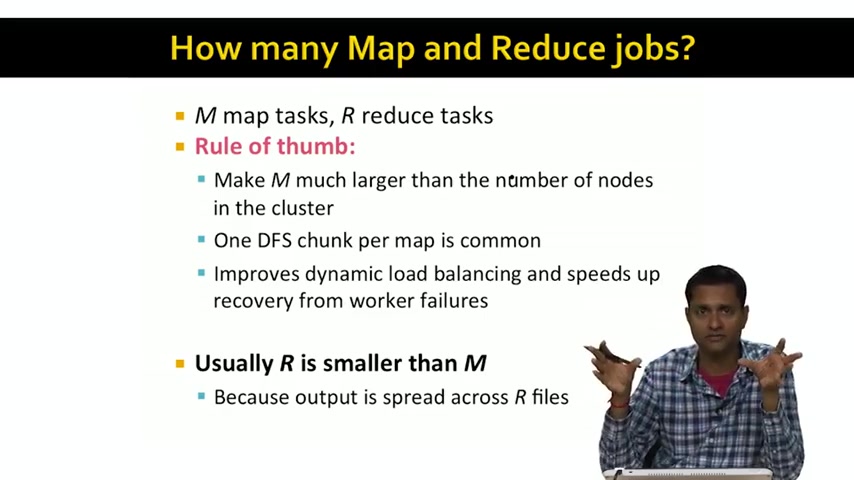 How many Map and Reduce jobs?
M map tasks, R reduce tasks
Rule of thumb:
Make M much larger than the number of nodes
in the cluster
One DFS chunk per map is common
Improves dynamic load balancing and speeds up
recovery from worker failures
Usually R is smaller than M
Because output is spread across R files